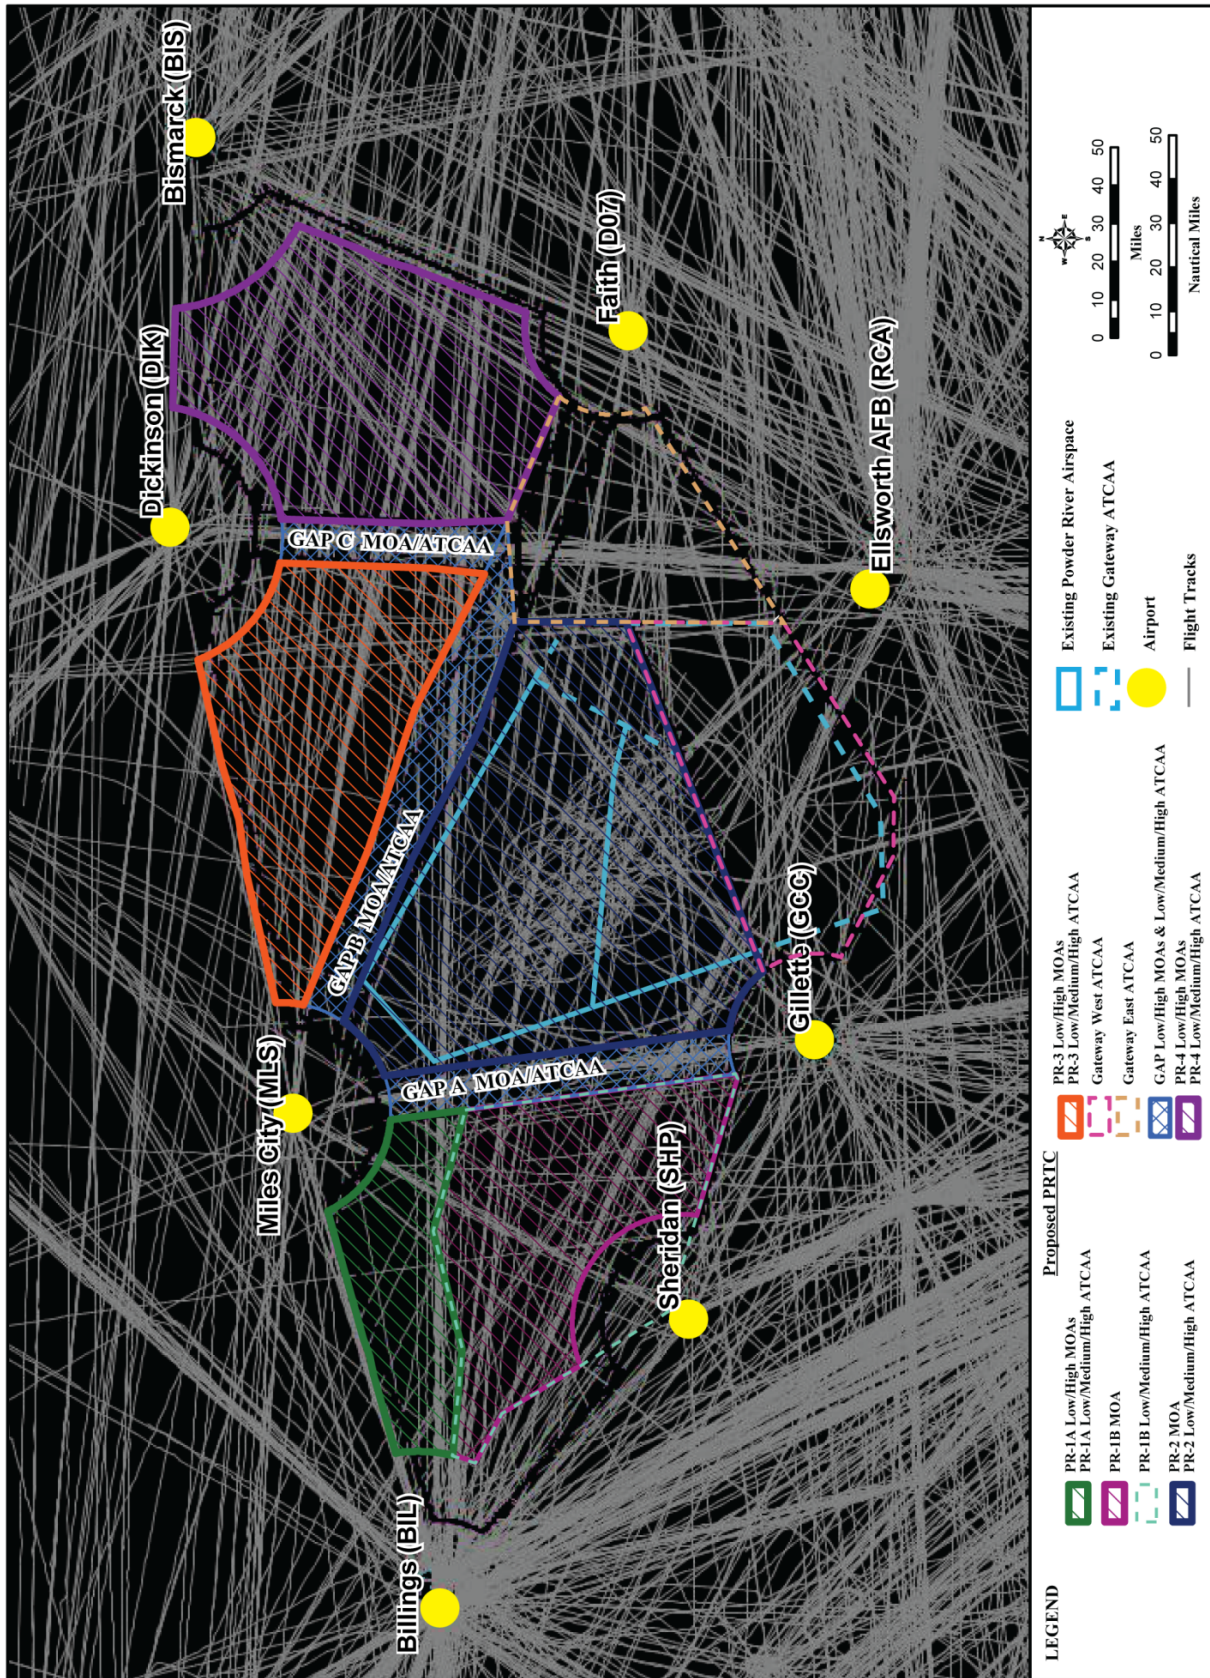 Bismarck (BIS)
Dickinson (DIK)
Miles City (MLS)
Billings (BIL)
GAP C MOA/ATCAA
GAP B MOA/ATCAA
GAP A MOA/ATCAA
Faith (D07)
Sheridan (SHP)
Gillette (GCC)
Ellsworth AFB (RCA)
LEGEND
Proposed PRTC
PR-1A Low/High MOAs
PR-1A Low/Medium/High ATCAA
PR-1B MOA
PR-1B Low/Medium/High ATCAA
PR-2 MOA
PR-2 Low/Medium/High ATCAA
PR-3 Low/High MOAs
PR-3 Low/Medium/High ATCAA
Gateway West ATCAA
Gateway East ATCAA
GAP Low/High MOAs & Low/Medium/High ATCAA
PR-4 Low/High MOAs
PR-4 Low/Medium/High ATCAA
Existing Powder River Airspace
Existing Gateway ATCAA
Airport
Flight Tracks
N
W E
S
0 10 20 30 40 50
Miles
0 10 20 30 40 50
Nautical Miles